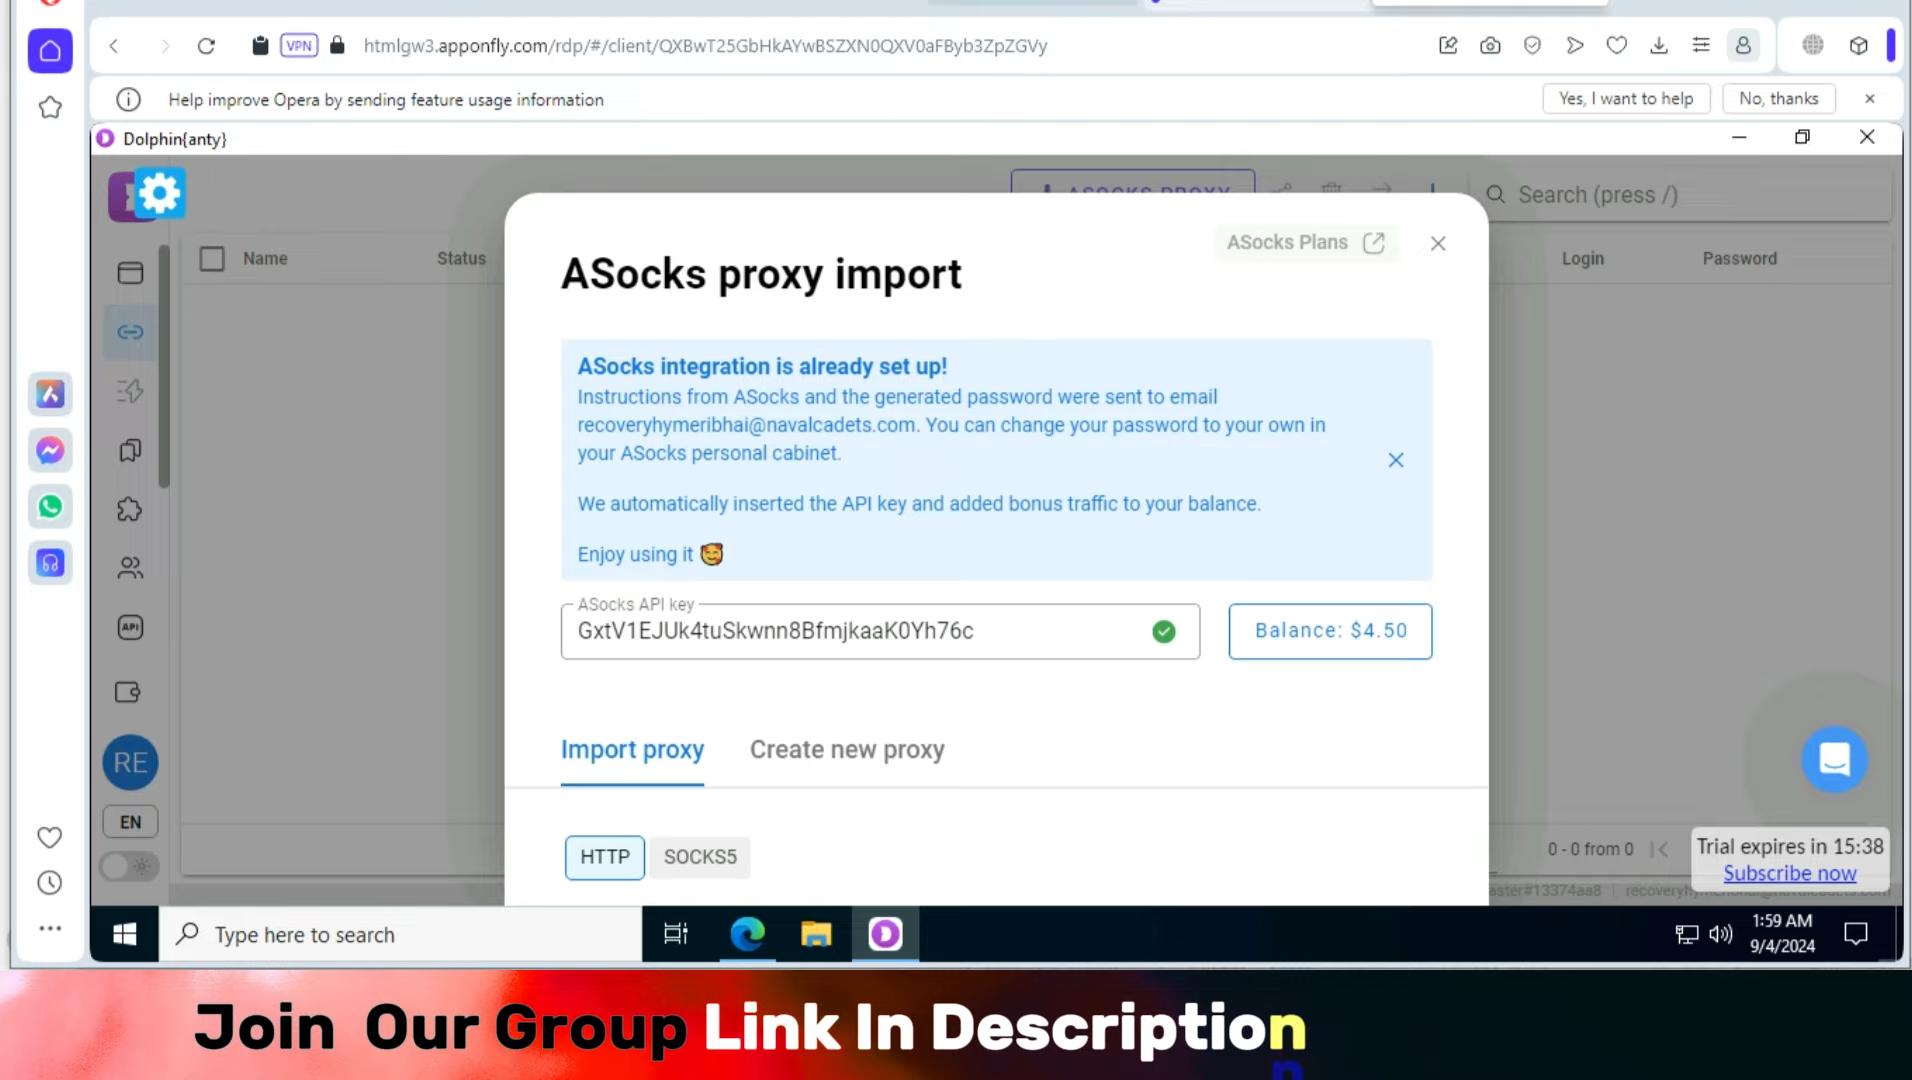 VPN
htmlgw3.apponfly.com/rdp/#/client/QXBwT25GbHkAYwBSZXN0QXV0aFByb3ZpZGVy
Help improve Opera by sending feature usage information
Yes, I want to help
No, thanks
Dolphin{anty}
ASOCKS PROXY
Search (press /)
ASocks Plans
Name
Status
ASocks proxy import
Login
Password
ASocks integration is already set up!
Instructions from ASocks and the generated password were sent to email
recoveryhymeribhai@navalcadets.com. You can change your password to your own in
your ASocks personal cabinet.
We automatically inserted the API key and added bonus traffic to your balance.
Enjoy using it 🥰
ASocks API key
GxtV1EJUk4tuSkwnn8BfmjkaaK0Yh76c
Balance: $4.50
API
Import proxy
Create new proxy
RE
EN
HTTP
SOCKS5
0 - 0 from 0
Trial expires in 15:38
Subscribe now
Type here to search
1:59 AM
9/4/2024
Join Our Group Link In Description